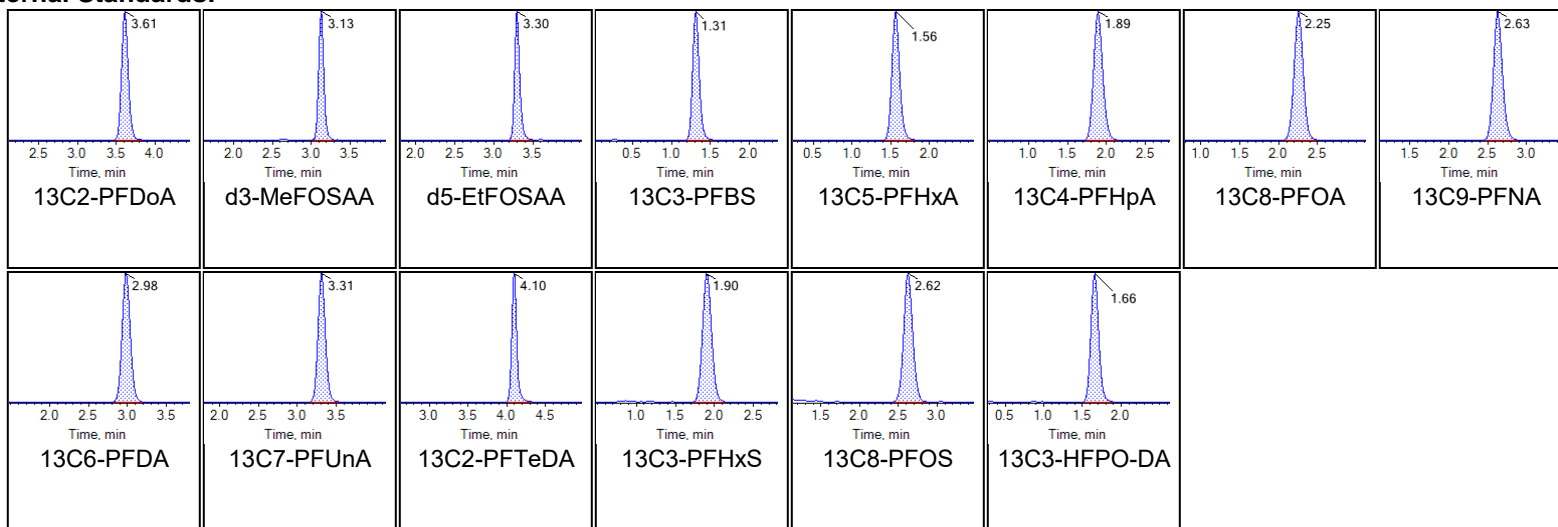 ternal Standards:
3.61 3.13 3.30 1.31 1.56 1.89 2.25 2.63
2.5 3.0 3.5 4.0 2.0 2.5 3.0 3.5 2.0 2.5 3.0 3.5 0.5 1.0 1.5 2.0 0.5 1.0 1.5 2.0 1.0 1.5 2.0 2.5 1.0 1.5 2.0 2.5 1.5 2.0 2.5 3.0
Time, min Time, min Time, min Time, min Time, min Time, min Time, min Time, min
13C2-PFDoA d3-MeFOSAA d5-EtFOSAA 13C3-PFBS 13C5-PFHxA 13C4-PFHpA 13C8-PFOA 13C9-PFNA
2.98 3.31 4.10 1.90 2.62 1.66
2.0 2.5 3.0 3.5 2.0 2.5 3.0 3.5 3.0 3.5 4.0 4.5 1.0 1.5 2.0 2.5 1.5 2.0 2.5 3.0 0.5 1.0 1.5 2.0
Time, min Time, min Time, min Time, min Time, min Time, min
13C6-PFDA 13C7-PFUnA 13C2-PFTeDA 13C3-PFHxS 13C8-PFOS 13C3-HFPO-DA